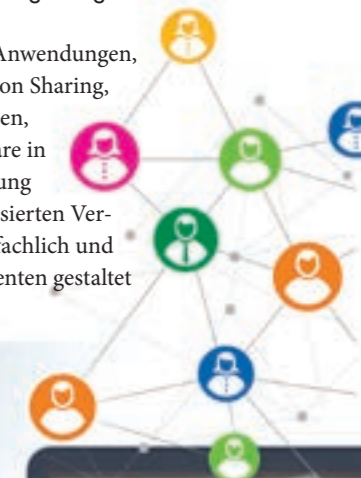 Anwendungen,
on Sharing,
en,
are in
ung
sierten Ver-
fachlich und
enten gestaltet